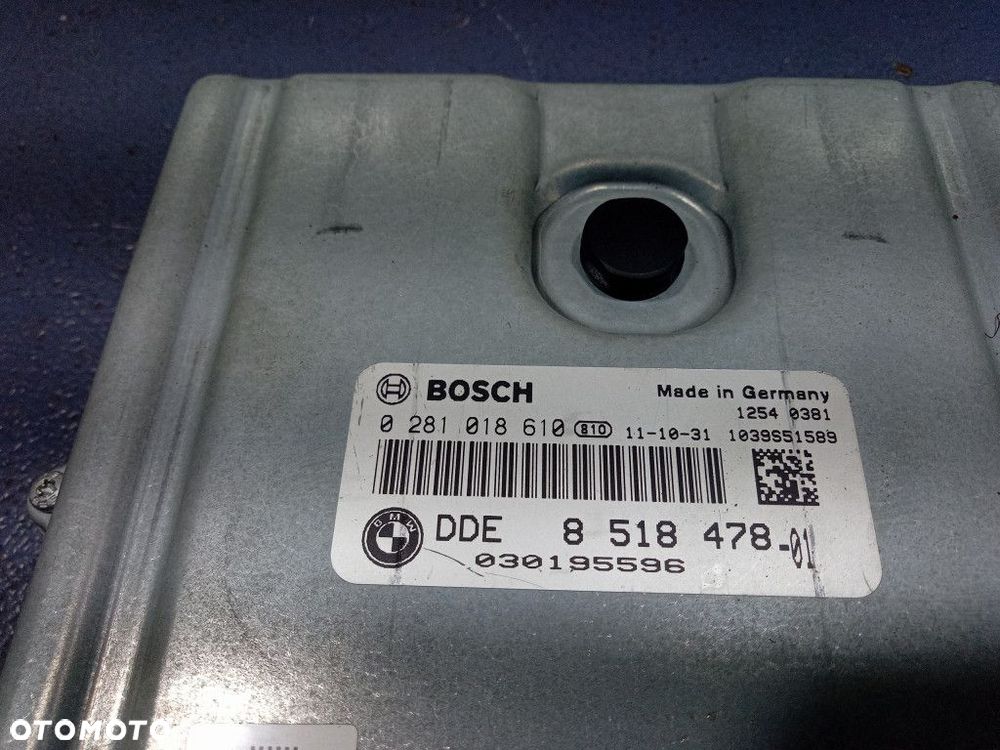 BOSCH Made in Germany
1254 0381
0 281 018 610 810 11-10-31 1039S51589
BMW DDE 8 518 478-01
030195596
OTOMOTO